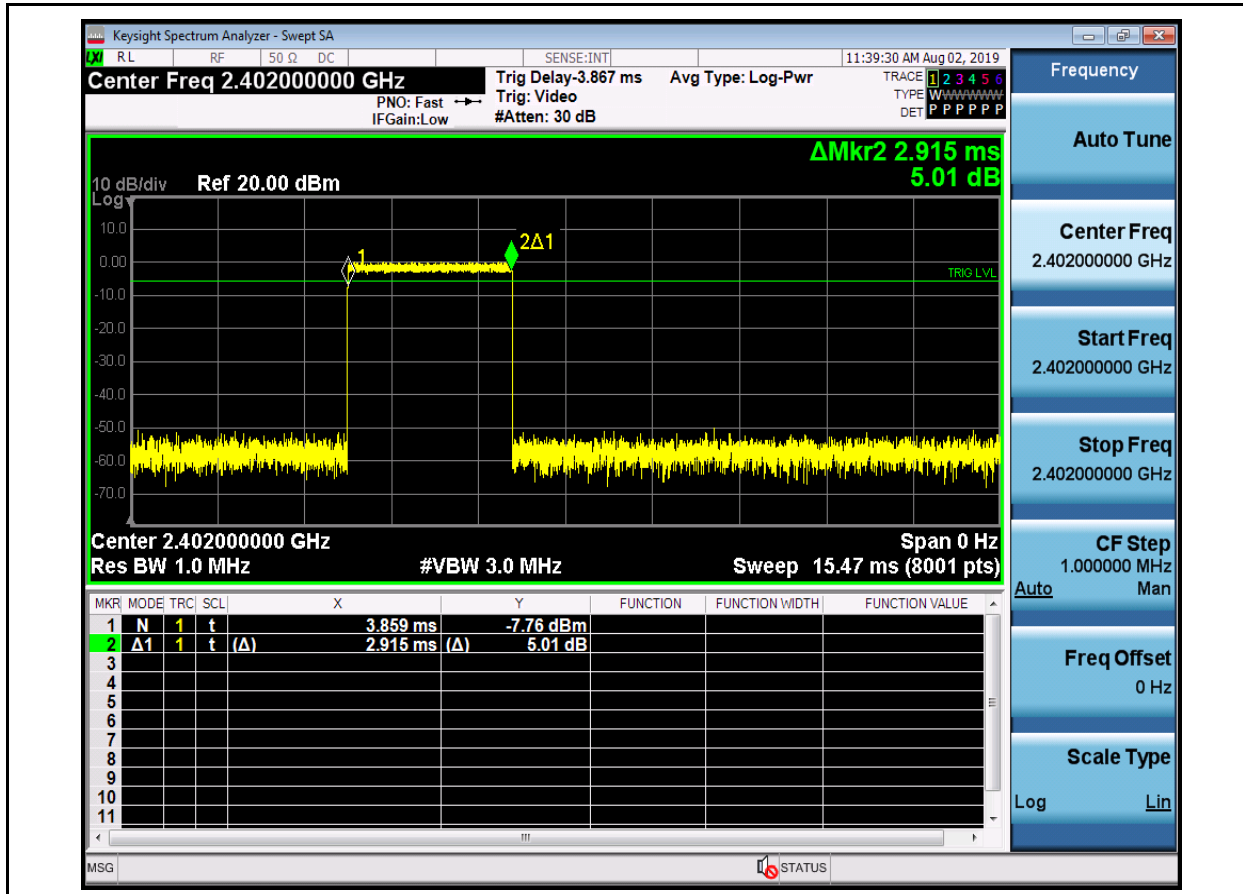 Keysight Spectrum Analyzer - Swept SA
LXI RL RF 50 Ω DC SENSE:INT 11:39:30 AM Aug 02, 2019
Center Freq 2.402000000 GHz
PNO: Fast
IFGain:Low
Trig Delay-3.867 ms
Trig: Video
#Atten: 30 dB
Avg Type: Log-Pwr
TRACE 1 2 3 4 5 6
TYPE WWWWWW
DET P P P P P P
ΔMkr2 2.915 ms
5.01 dB
10 dB/div Ref 20.00 dBm
Log
10.0
0.00
-10.0
-20.0
-30.0
-40.0
-50.0
-60.0
-70.0
1
2Δ1
TRIG LVL
Center 2.402000000 GHz Span 0 Hz
Res BW 1.0 MHz #VBW 3.0 MHz Sweep 15.47 ms (8001 pts)
MKR MODE TRC SCL X Y FUNCTION FUNCTION WIDTH FUNCTION VALUE
1 N 1 t 3.859 ms -7.76 dBm
2 Δ1 1 t (Δ) 2.915 ms (Δ) 5.01 dB
3
4
5
6
7
8
9
10
11
MSG STATUS
Frequency
Auto Tune
Center Freq
2.402000000 GHz
Start Freq
2.402000000 GHz
Stop Freq
2.402000000 GHz
CF Step
1.000000 MHz
Auto Man
Freq Offset
0 Hz
Scale Type
Log Lin